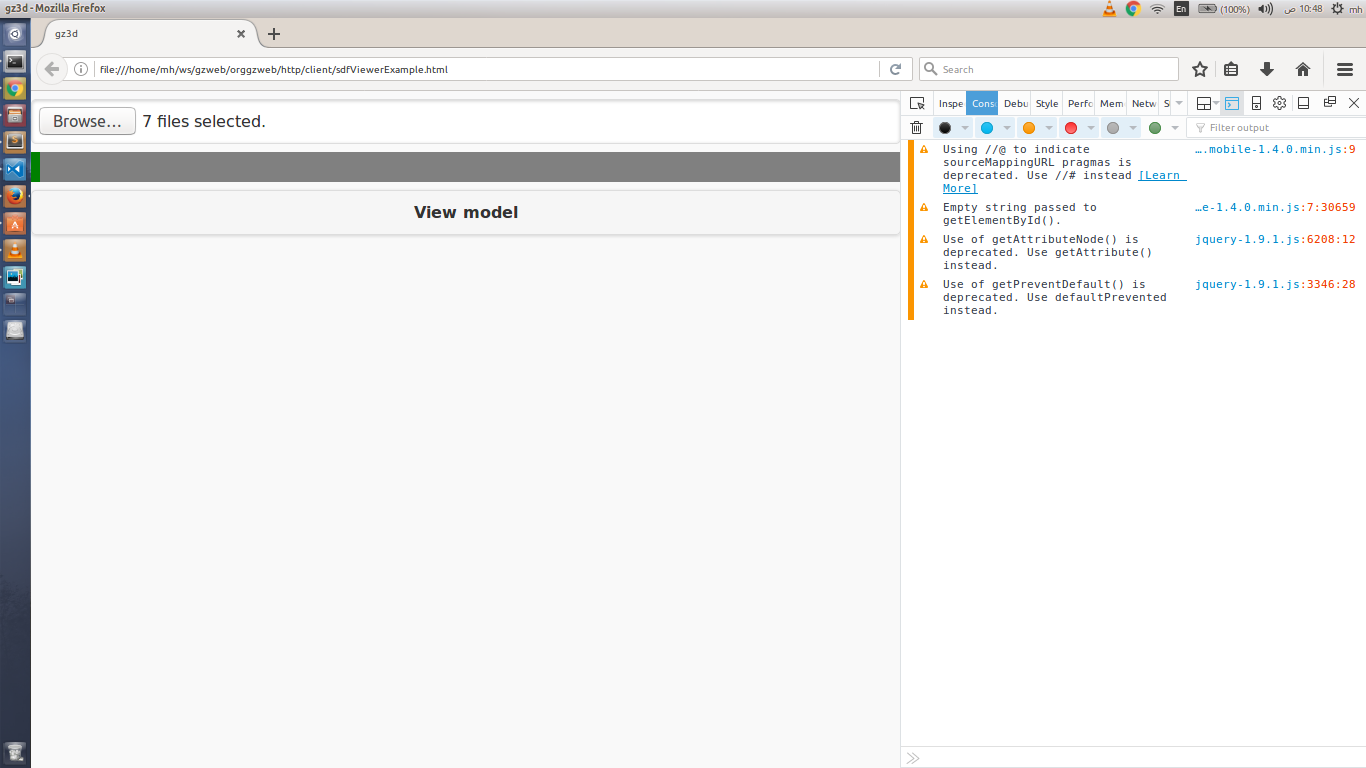 gz3d - Mozilla Firefox
En
(100%)
10:48 ص
mh
gz3d
file:///home/mh/ws/gzweb/orggzweb/http/client/sdfViewerExample.html
Search
Browse...
7 files selected.
View model
Inspe
Cons
Debu
Style
Perfo
Mem
Netw
S
Filter output
Using //@ to indicate
sourceMappingURL pragmas is
deprecated. Use //# instead [Learn
More]
….mobile-1.4.0.min.js:9
Empty string passed to
getElementById().
…e-1.4.0.min.js:7:30659
Use of getAttributeNode() is
deprecated. Use getAttribute()
instead.
jquery-1.9.1.js:6208:12
Use of getPreventDefault() is
deprecated. Use defaultPrevented
instead.
jquery-1.9.1.js:3346:28